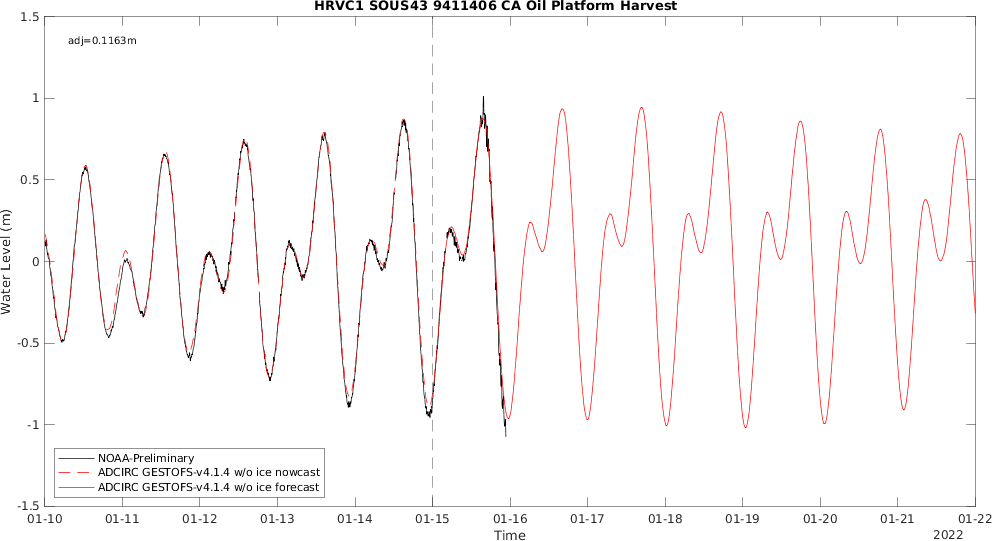 HRVC1 SOUS43 9411406 CA Oil Platform Harvest
adj=0.1163m
1.5
1
0.5
0
-0.5
-1
-1.5
Water Level (m)
NOAA-Preliminary
ADCIRC GESTOFS-v4.1.4 w/o ice nowcast
ADCIRC GESTOFS-v4.1.4 w/o ice forecast
01-10 01-11 01-12 01-13 01-14 01-15 01-16 01-17 01-18 01-19 01-20 01-21 01-22
Time
2022